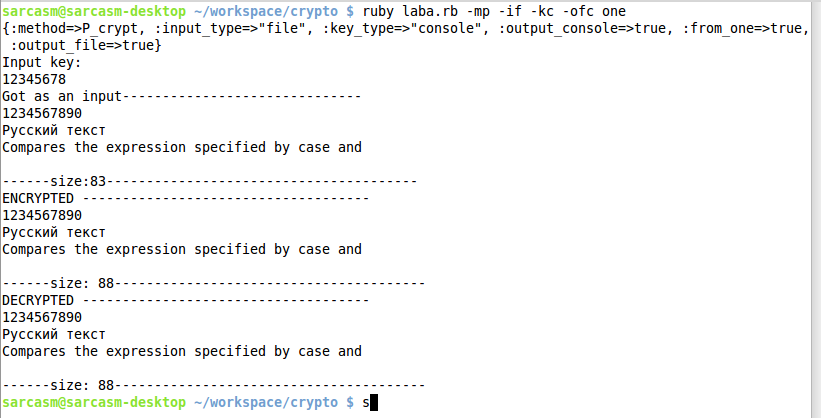 sarcasm@sarcasm-desktop ~/workspace/crypto $ ruby laba.rb -mp -if -kc -ofc one
{:method=>P_crypt, :input_type=>"file", :key_type=>"console", :output_console=>true, :from_one=>true,
 :output_file=>true}
Input key:
12345678
Got as an input------------------------------
1234567890
Русский текст
Compares the expression specified by case and

------size:83---------------------------------------
ENCRYPTED ------------------------------------
1234567890
Русский текст
Compares the expression specified by case and

------size: 88---------------------------------------
DECRYPTED ------------------------------------
1234567890
Русский текст
Compares the expression specified by case and

------size: 88---------------------------------------
sarcasm@sarcasm-desktop ~/workspace/crypto $ s